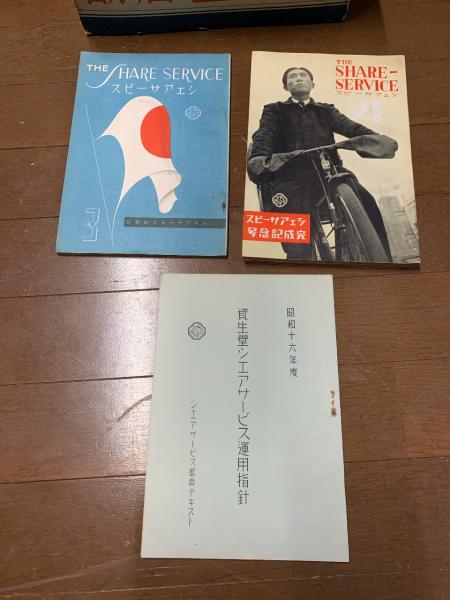 THE SHARE SERVICE
スビーサアェシ
3
THE
SHARE-
SERVICE
スビーサアェシ
4
スビーサアェシ
号念記成完
昭和十六年度
資生堂シエアサービス運用指針
シエアサービス部員テキスト